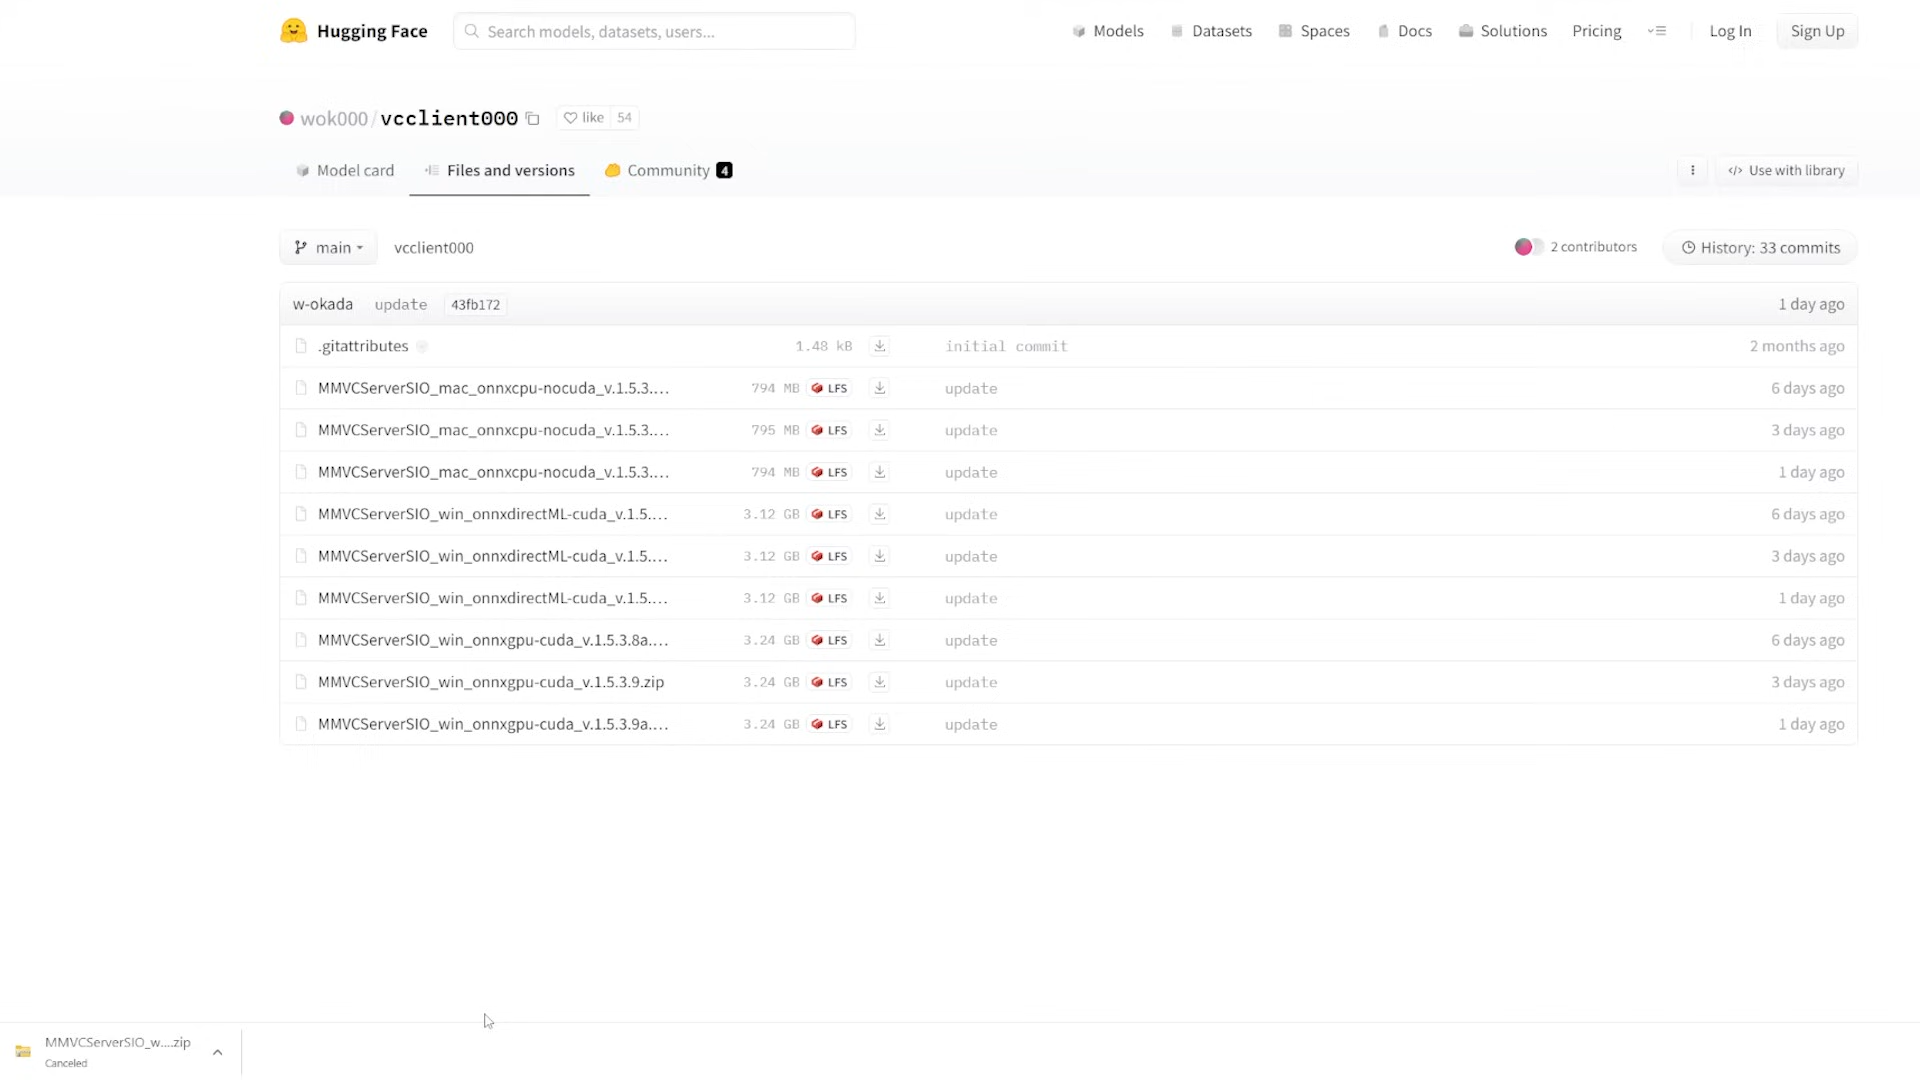 Hugging Face
Search models, datasets, users...
Models
Datasets
Spaces
Docs
Solutions
Pricing
Log In
Sign Up
wok000/vcclient000
like 54
Model card
Files and versions
Community 4
Use with library
main
vcclient000
2 contributors
History: 33 commits
w-okada update 43fb172 1 day ago
.gitattributes 1.48 kB initial commit 2 months ago
MMVCServerSIO_mac_onnxcpu-nocuda_v.1.5.3.... 794 MB LFS update 6 days ago
MMVCServerSIO_mac_onnxcpu-nocuda_v.1.5.3.... 795 MB LFS update 3 days ago
MMVCServerSIO_mac_onnxcpu-nocuda_v.1.5.3.... 794 MB LFS update 1 day ago
MMVCServerSIO_win_onnxdirectML-cuda_v.1.5.... 3.12 GB LFS update 6 days ago
MMVCServerSIO_win_onnxdirectML-cuda_v.1.5.... 3.12 GB LFS update 3 days ago
MMVCServerSIO_win_onnxdirectML-cuda_v.1.5.... 3.12 GB LFS update 1 day ago
MMVCServerSIO_win_onnxgpu-cuda_v.1.5.3.8a.... 3.24 GB LFS update 6 days ago
MMVCServerSIO_win_onnxgpu-cuda_v.1.5.3.9.zip 3.24 GB LFS update 3 days ago
MMVCServerSIO_win_onnxgpu-cuda_v.1.5.3.9a.... 3.24 GB LFS update 1 day ago
MMVCServerSIO_w....zip
Canceled